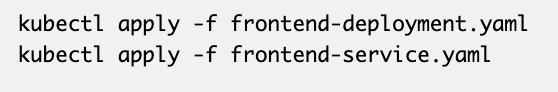 kubectl apply -f frontend-deployment.yaml
kubectl apply -f frontend-service.yaml